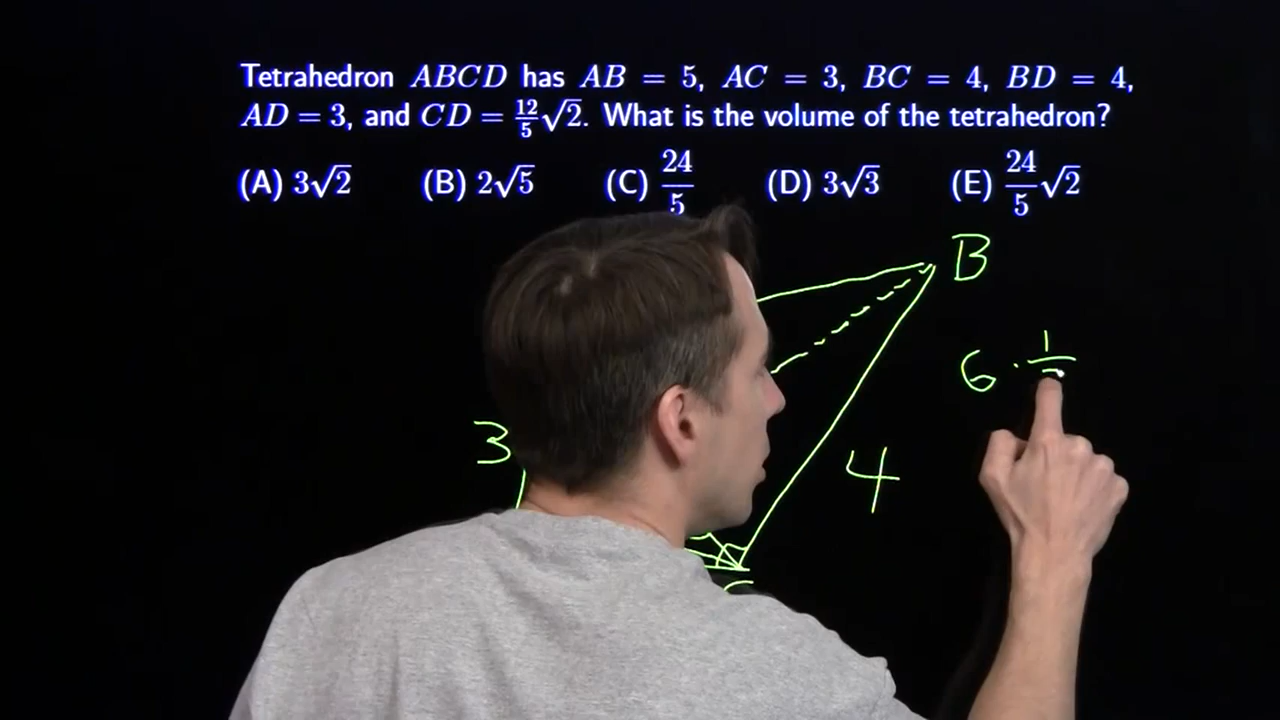 Tetrahedron ABCD has AB = 5, AC = 3, BC = 4, BD = 4,
AD = 3, and CD = 12/5 √2. What is the volume of the tetrahedron?
(A) 3√2 (B) 2√5 (C) 24/5 (D) 3√3 (E) 24/5 √2
B
6 · 1
3
4